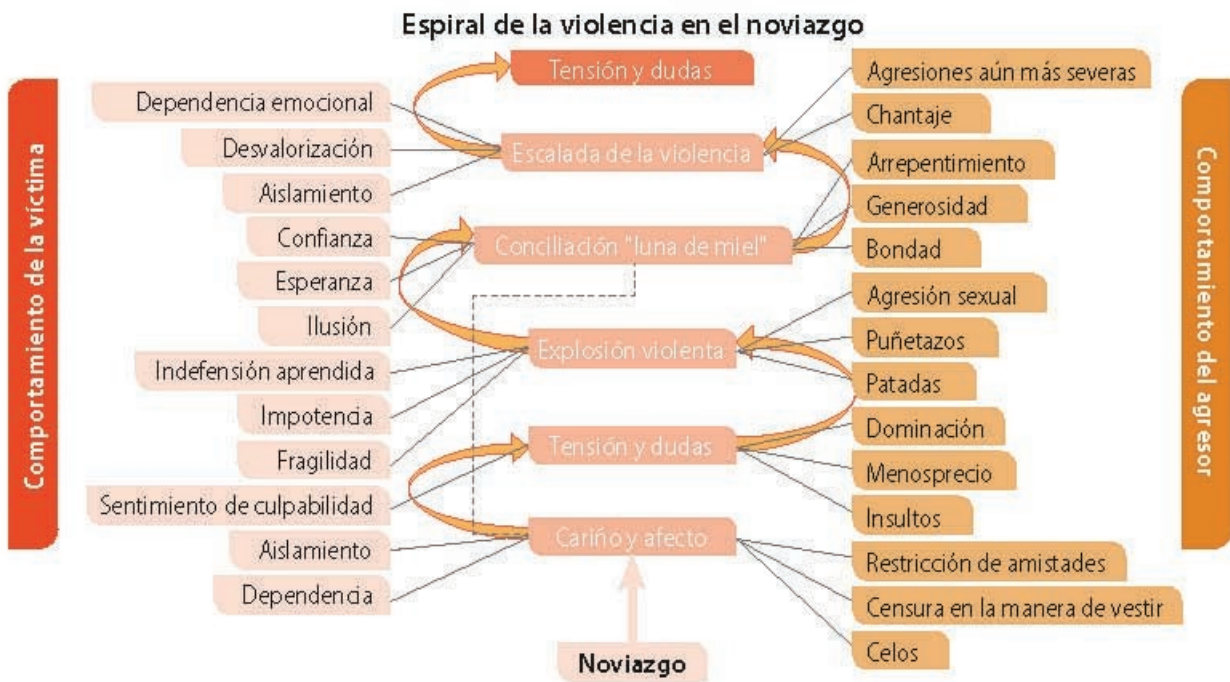 Espiral de la violencia en el noviazgo
Comportamiento de la víctima
Dependencia emocional
Desvalorización
Aislamiento
Confianza
Esperanza
Ilusión
Indefensión aprendida
Impotencia
Fragilidad
Sentimiento de culpabilidad
Aislamiento
Dependencia
Tensión y dudas
Escalada de la violencia
Conciliación "luna de miel"
Explosión violenta
Tensión y dudas
Cariño y afecto
Noviazgo
Agresiones aún más severas
Chantaje
Arrepentimiento
Generosidad
Bondad
Agresión sexual
Puñetazos
Patadas
Dominación
Menosprecio
Insultos
Restricción de amistades
Censura en la manera de vestir
Celos
Comportamiento del agresor